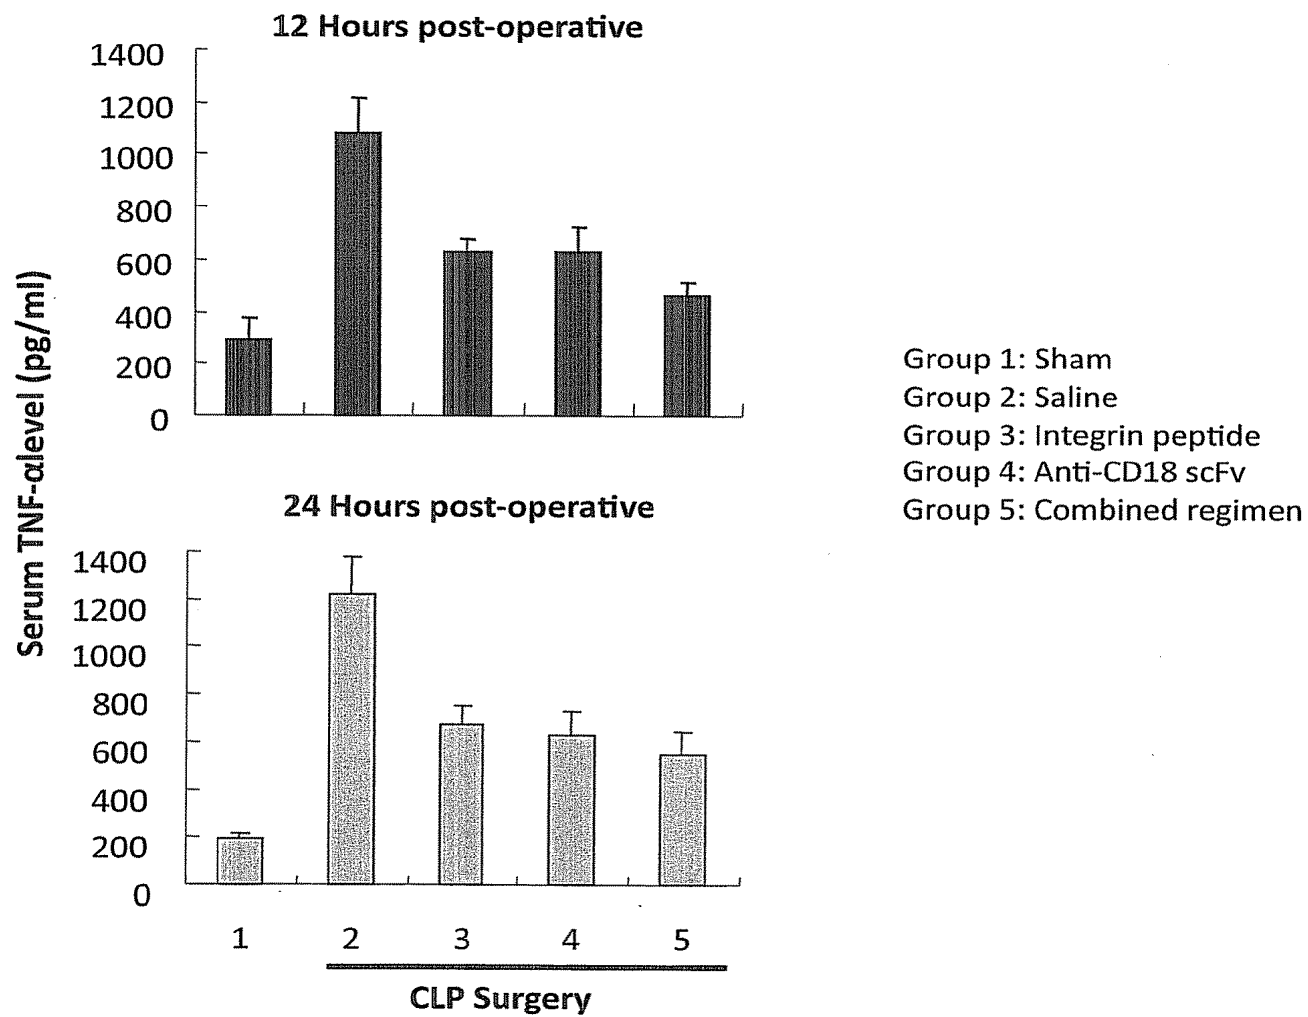 12 Hours post-operative
1400
1200
1000
800
600
400
200
0
Serum TNF-αlevel (pg/ml)
Group 1: Sham
Group 2: Saline
Group 3: Integrin peptide
Group 4: Anti-CD18 scFv
Group 5: Combined regimen
24 Hours post-operative
1400
1200
1000
800
600
400
200
0
1 2 3 4 5
CLP Surgery